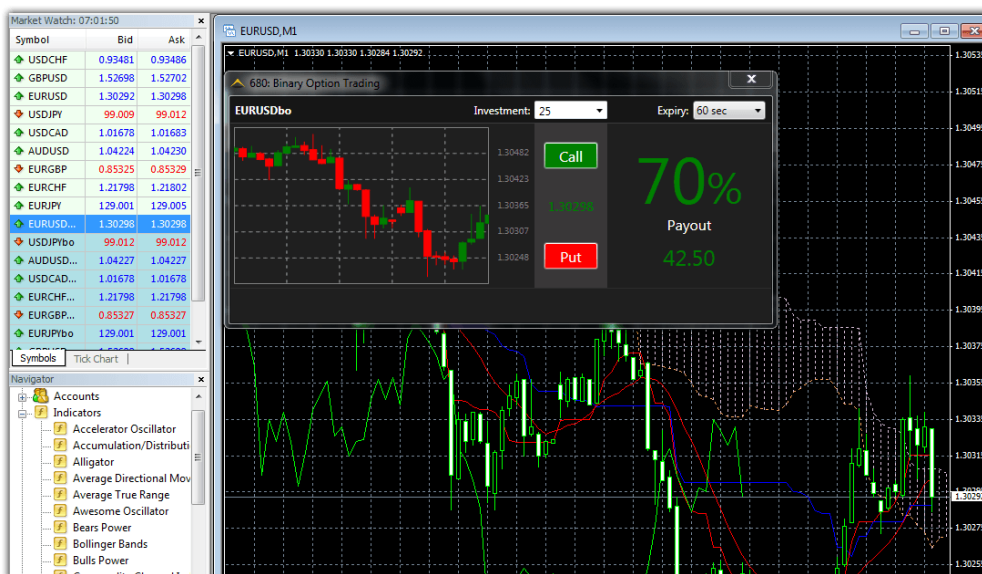 Market Watch: 07:01:50
Symbol Bid Ask
USDCHF 0.93481 0.93486
GBPUSD 1.52698 1.52702
EURUSD 1.30292 1.30298
USDJPY 99.009 99.012
USDCAD 1.01678 1.01683
AUDUSD 1.04224 1.04230
EURGBP 0.85325 0.85329
EURCHF 1.21798 1.21802
EURJPY 129.001 129.005
EURUSD... 1.30298 1.30298
USDJPYbo 99.012 99.012
AUDUSD... 1.04227 1.04227
USDCAD... 1.01678 1.01678
EURCHF... 1.21798 1.21798
EURGBP... 0.85327 0.85327
EURJPYbo 129.001 129.001
Symbols Tick Chart
Navigator
Accounts
Indicators
Accelerator Oscillator
Accumulation/Distributi
Alligator
Average Directional Mov
Average True Range
Awesome Oscillator
Bears Power
Bollinger Bands
Bulls Power
EURUSD,M1
EURUSD,M1 1.30330 1.30330 1.30284 1.30292
680: Binary Option Trading
EURUSDbo Investment: 25 Expiry: 60 sec
1.30482
1.30423
1.30365
1.30307
1.30248
Call
1.30298
Put
70%
Payout
42.50
1.30535
1.30515
1.30495
1.30475
1.30455
1.30435
1.30415
1.30395
1.30375
1.30355
1.30335
1.30315
1.30292
1.30275
1.30255